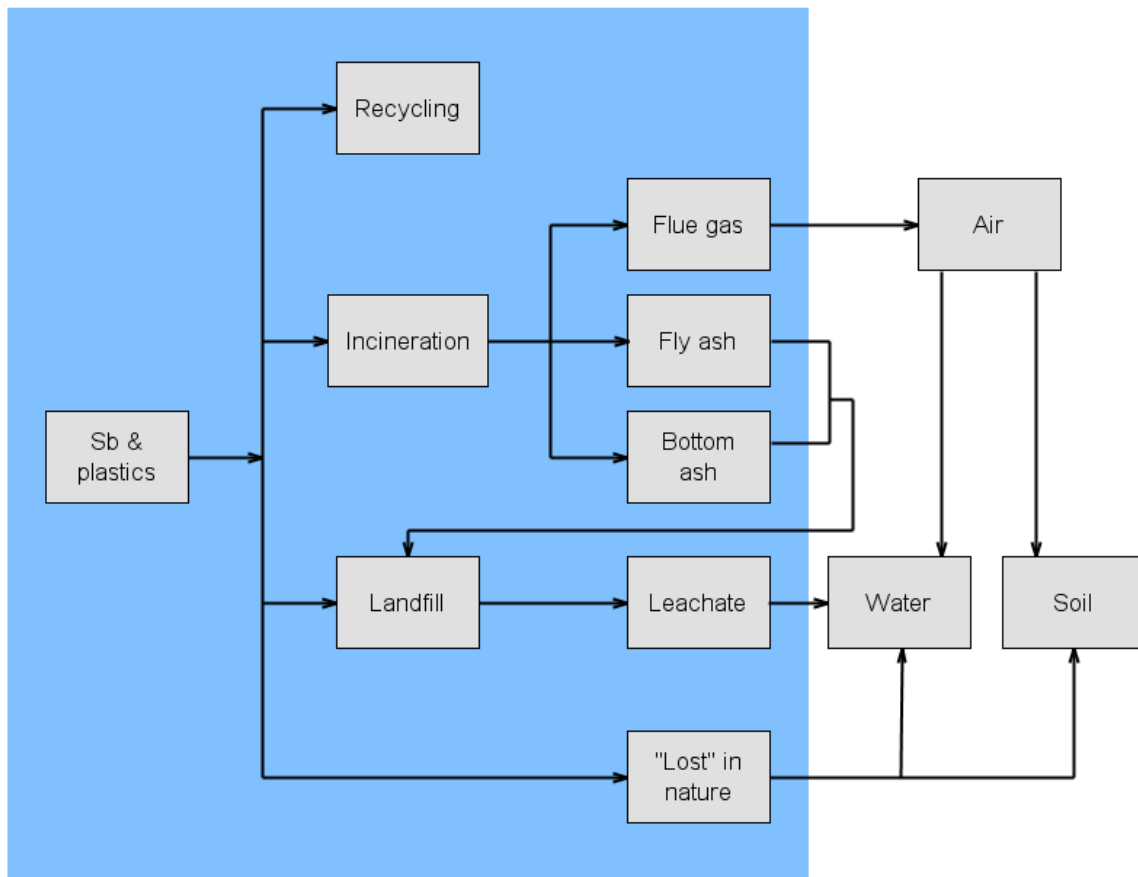 Recycling
Flue gas
Air
Incineration
Fly ash
Sb &
plastics
Bottom
ash
Landfill
Leachate
Water
Soil
"Lost" in
nature